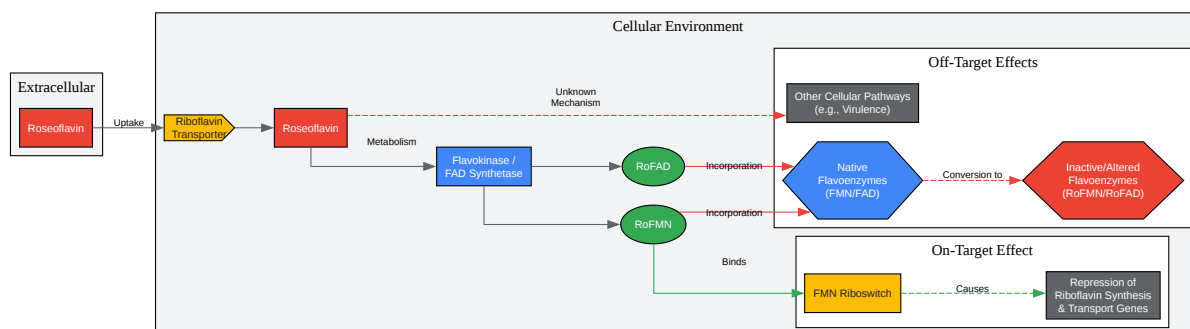 Cellular Environment
Extracellular
Roseoflavin
Uptake
Riboflavin
Transporter
Roseoflavin
Metabolism
Unknown
Mechanism
Flavokinase /
FAD Synthetase
RoFAD
RoFMN
Incorporation
Incorporation
Binds
Off-Target Effects
Other Cellular Pathways
(e.g., Virulence)
Native
Flavoenzymes
(FMN/FAD)
Conversion to
Inactive/Altered
Flavoenzymes
(RoFMN/RoFAD)
On-Target Effect
FMN Riboswitch
Causes
Repression of
Riboflavin Synthesis
& Transport Genes